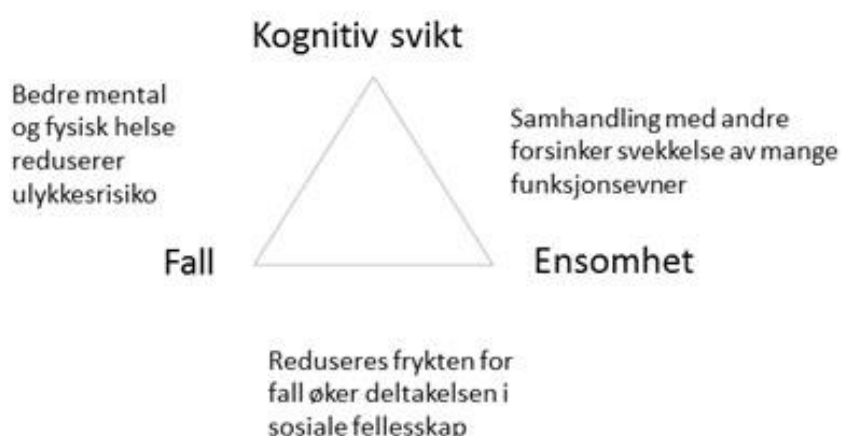 Kognitiv svikt
Bedre mental
og fysisk helse
reduserer
ulykkesrisiko
Samhandling med andre
forsinker svekkelse av mange
funksjonsevner
Fall
Ensomhet
Reduseres frykten for
fall øker deltakelsen i
sosiale fellesskap